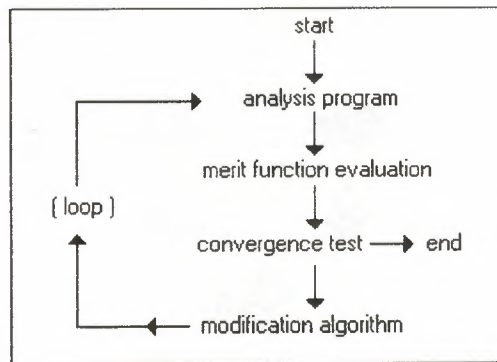 start
analysis program
merit function evaluation
( loop )
convergence test
end
modification algorithm